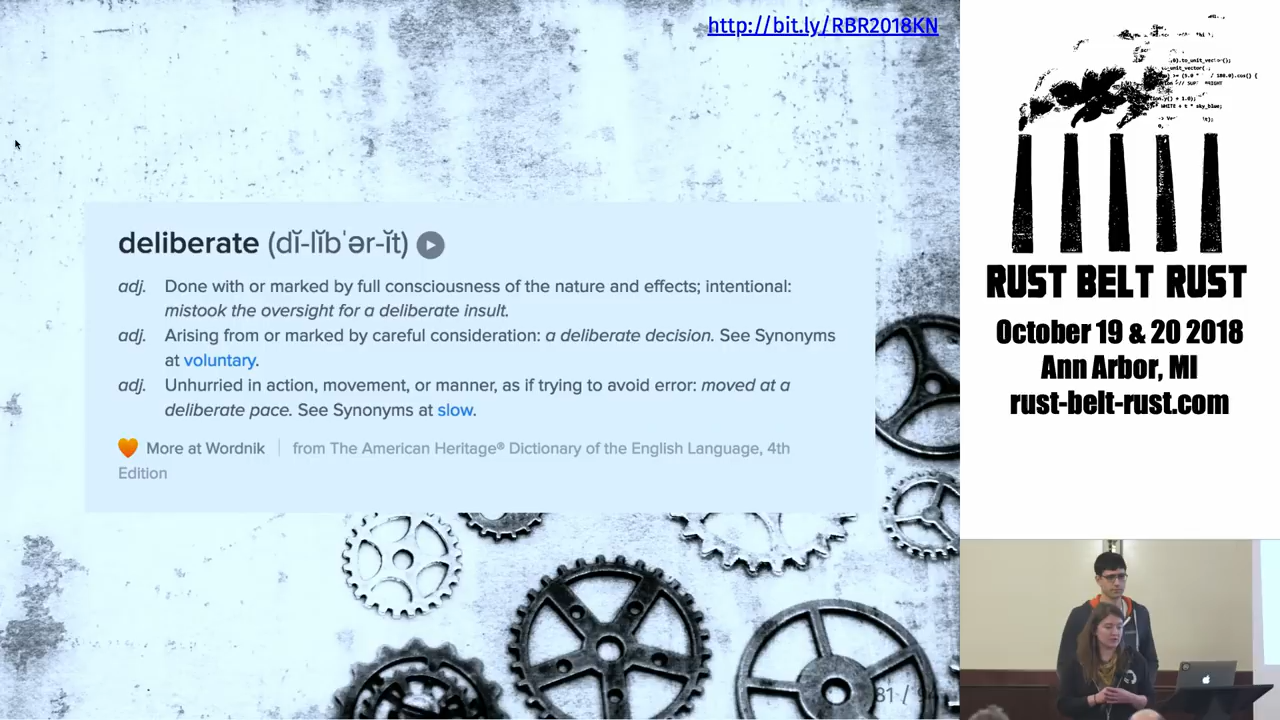 http://bit.ly/RBR2018KN
deliberate (dĭ-lĭb′ər-ĭt)
adj. Done with or marked by full consciousness of the nature and effects; intentional:
mistook the oversight for a deliberate insult.
adj. Arising from or marked by careful consideration: a deliberate decision. See Synonyms
at voluntary.
adj. Unhurried in action, movement, or manner, as if trying to avoid error: moved at a
deliberate pace. See Synonyms at slow.
More at Wordnik from The American Heritage® Dictionary of the English Language, 4th
Edition
81 /
to_unit_vector();
RUST BELT RUST
October 19 & 20 2018
Ann Arbor, MI
rust-belt-rust.com